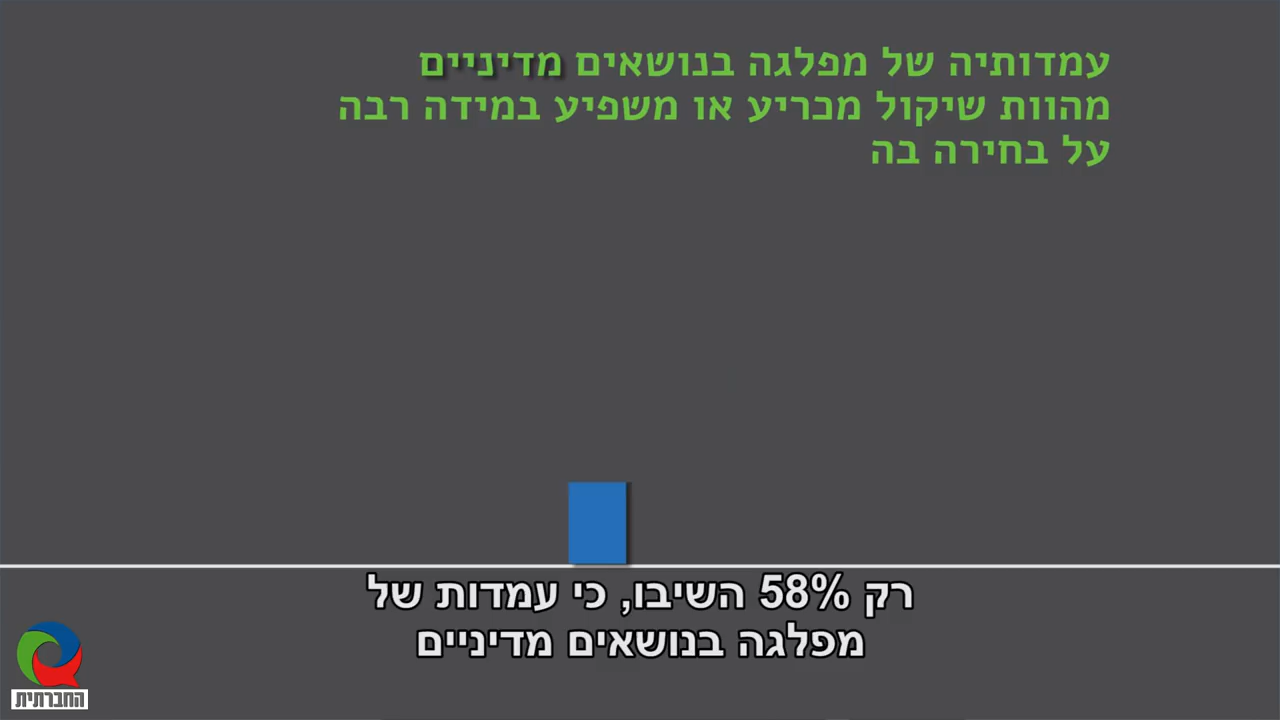 עמדותיה של מפלגה בנושאים מדיניים
מהוות שיקול מכריע או משפיע במידה רבה
על בחירה בה
רק 58% השיבו, כי עמדות של
מפלגה בנושאים מדיניים
החברתית